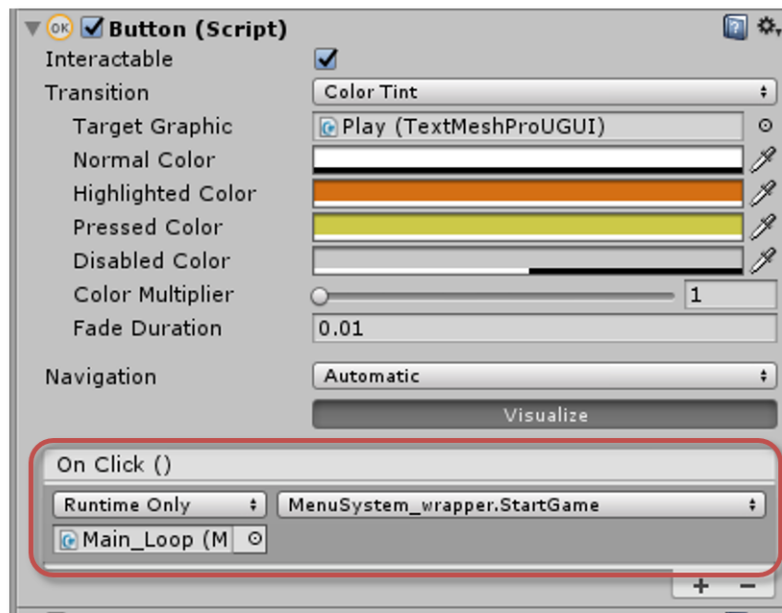 OK Button (Script)
Interactable
Transition Color Tint
Target Graphic Play (TextMeshProUGUI)
Normal Color
Highlighted Color
Pressed Color
Disabled Color
Color Multiplier 1
Fade Duration 0.01
Navigation Automatic
Visualize
On Click ()
Runtime Only MenuSystem_wrapper.StartGame
Main_Loop (M
+ −